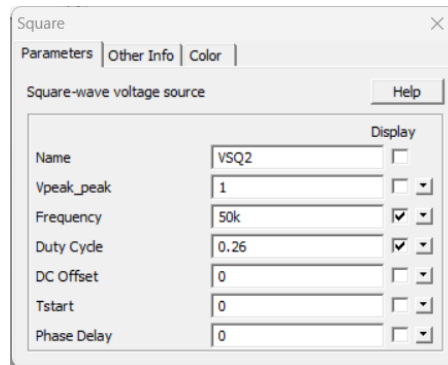 Square
Parameters Other Info Color
Square-wave voltage source Help
Display
Name VSQ2
Vpeak_peak 1
Frequency 50k
Duty Cycle 0.26
DC Offset 0
Tstart 0
Phase Delay 0